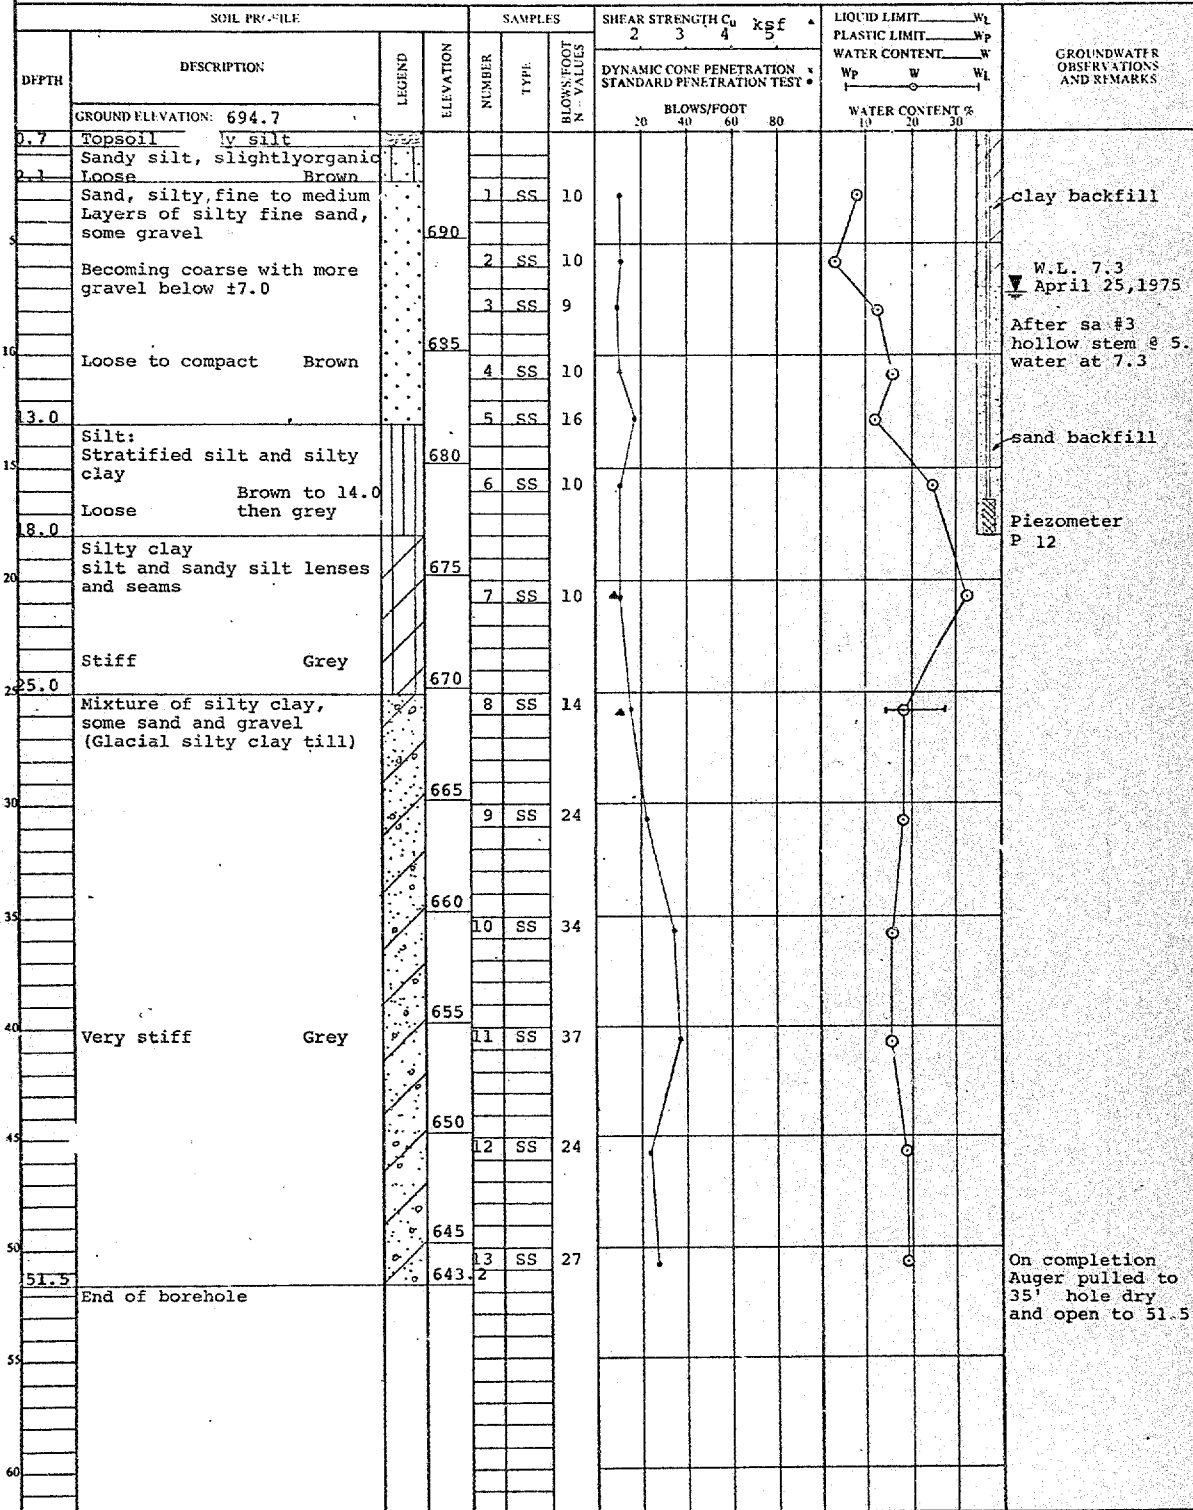 SOIL PROFILE
SAMPLES
SHEAR STRENGTH Cu ksf
2 3 4 5
DYNAMIC CONE PENETRATION x
STANDARD PENETRATION TEST •
BLOWS/FOOT
20 40 60 80
LIQUID LIMIT WL
PLASTIC LIMIT WP
WATER CONTENT W
WP W WL
WATER CONTENT %
10 20 30
GROUNDWATER
OBSERVATIONS
AND REMARKS
DEPTH
DESCRIPTION
LEGEND
ELEVATION
NUMBER
TYPE
BLOWS/FOOT
N - VALUES
GROUND ELEVATION: 694.7
0.7 Topsoil y silt
Sandy silt, slightlyorganic
2.1 Loose Brown
Sand, silty, fine to medium 1 SS 10
Layers of silty fine sand,
some gravel
clay backfill
5 690
2 SS 10
Becoming coarse with more
gravel below ±7.0
3 SS 9
W.L. 7.3
April 25,1975
After sa #3
hollow stem @ 5.
water at 7.3
10 685
Loose to compact Brown
4 SS 10
13.0 5 SS 16
Silt:
Stratified silt and silty
clay
sand backfill
15 680
Brown to 14.0
6 SS 10
Loose then grey
18.0
Piezometer
P 12
Silty clay
silt and sandy silt lenses
and seams
20 675
7 SS 10
Stiff Grey
25 25.0 670
Mixture of silty clay, 8 SS 14
some sand and gravel
(Glacial silty clay till)
30 665
9 SS 24
35 660
10 SS 34
40 655
Very stiff Grey 11 SS 37
45 650
12 SS 24
50 645
13 SS 27
51.5 643.2
End of borehole
On completion
Auger pulled to
35' hole dry
and open to 51.5
55
60